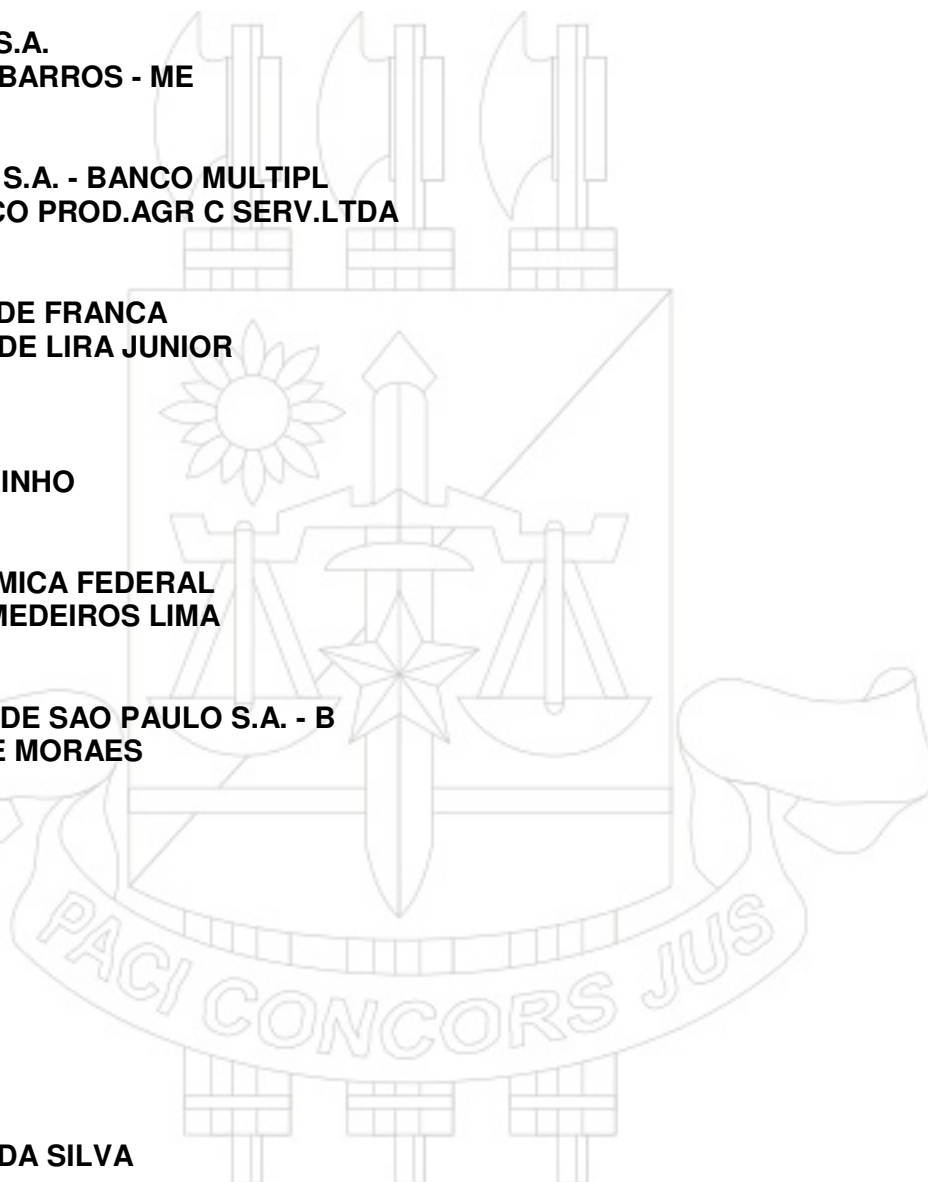 S.A.
BARROS - ME
S.A. - BANCO MULTIPL
CO PROD.AGR C SERV.LTDA
DE FRANCA
DE LIRA JUNIOR
INHO
MICA FEDERAL
MEDEIROS LIMA
DE SAO PAULO S.A. - B
E MORAES
PACI CONCORS JUS
DA SILVA